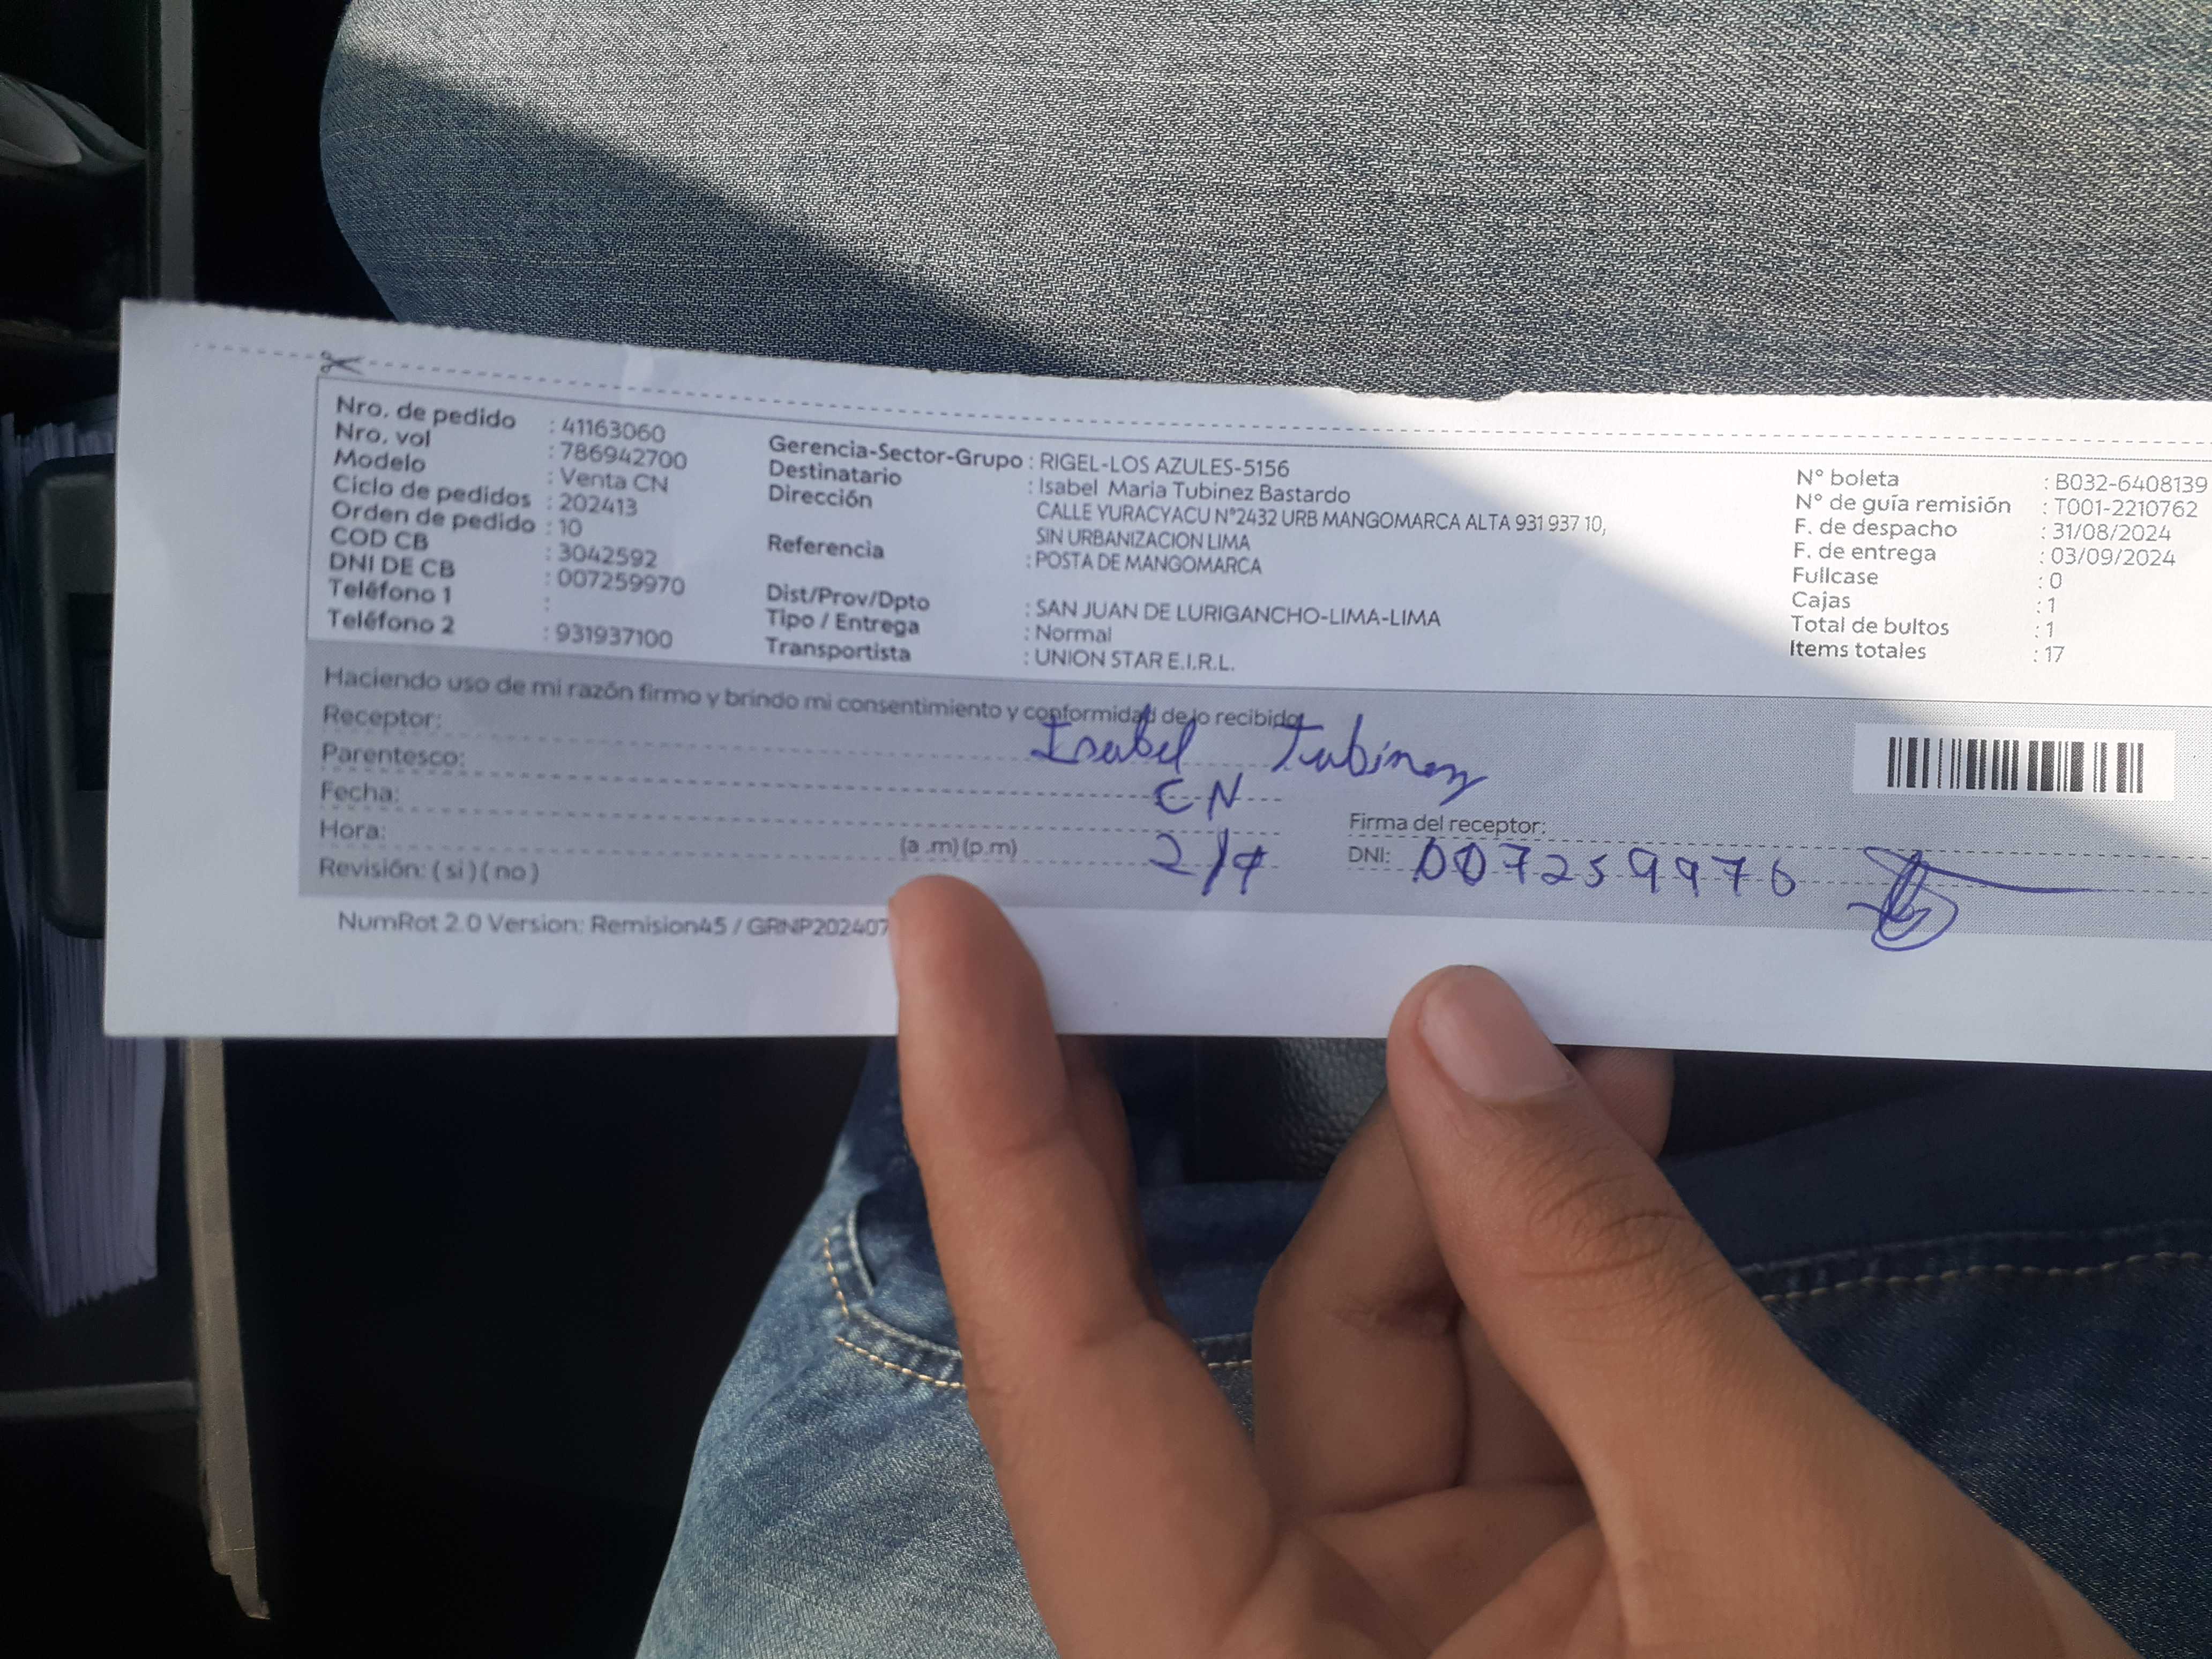 Nro. de pedido : 41163060
Nro. vol : 786942700
Modelo : Venta CN
Ciclo de pedidos : 202413
Orden de pedido : 10
COD CB : 3042592
DNI DE CB : 007259970
Teléfono 1 :
Teléfono 2 : 931937100
Gerencia-Sector-Grupo : RIGEL-LOS AZULES-5156
Destinatario : Isabel Maria Tubinez Bastardo
Dirección CALLE YURACYACU N°2432 URB MANGOMARCA ALTA 931 937 10,
SIN URBANIZACION LIMA
Referencia : POSTA DE MANGOMARCA
Dist/Prov/Dpto : SAN JUAN DE LURIGANCHO-LIMA-LIMA
Tipo / Entrega : Normal
Transportista : UNION STAR E.I.R.L.
N° boleta : B032-6408139
N° de guía remisión : T001-2210762
F. de despacho : 31/08/2024
F. de entrega : 03/09/2024
Fullcase : 0
Cajas : 1
Total de bultos : 1
Items totales : 17
Haciendo uso de mi razón firmo y brindo mi consentimiento y conformidad de lo recibido
Receptor: Isabel Tubinez
Parentesco: CN
Fecha: 2/9
Hora: (a .m) (p.m)
Revisión: ( si ) ( no )
Firma del receptor:
DNI: 007259970
NumRot 2.0 Version: Remision45 / GRNP202407